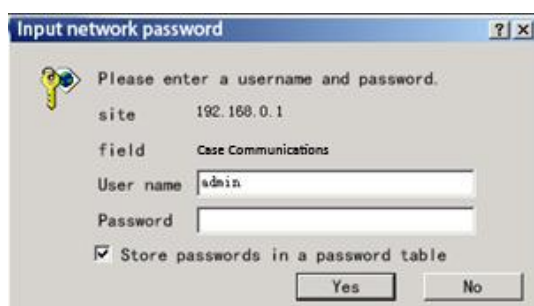 Input network password
? ×
Please enter a username and password.
site 192.168.0.1
field Case Communications
User name admin
Password
Store passwords in a password table
Yes No